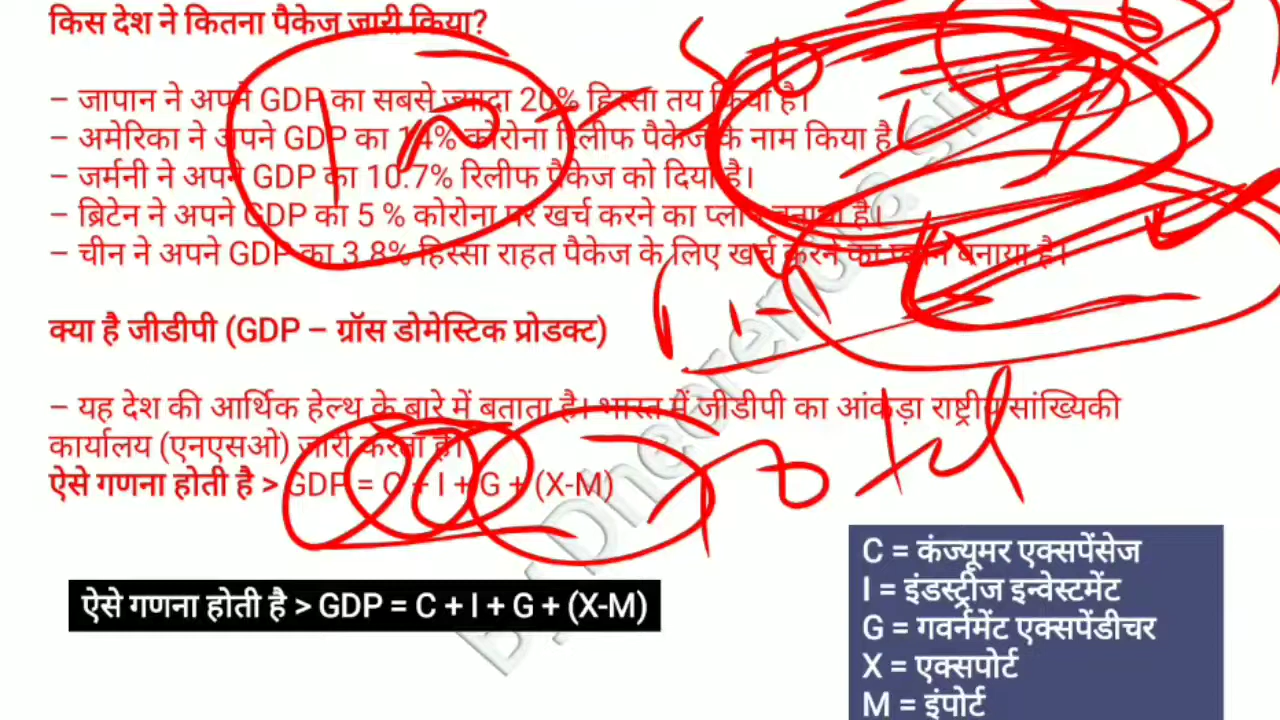 किस देश ने कितना पैकेज जारी किया?
– जापान ने अपने GDP का सबसे ज्यादा 20% हिस्सा तय किया है।
– अमेरिका ने अपने GDP का 14% कोरोना रिलीफ पैकेज के नाम किया है
– जर्मनी ने अपने GDP का 10.7% रिलीफ पैकेज को दिया है।
– ब्रिटेन ने अपने GDP का 5 % कोरोना पर खर्च करने का प्लान बनाया है।
– चीन ने अपने GDP का 3.8% हिस्सा राहत पैकेज के लिए खर्च करने का प्लान बनाया है।
क्या है जीडीपी (GDP – ग्रॉस डोमेस्टिक प्रोडक्ट)
– यह देश की आर्थिक हेल्थ के बारे में बताता है। भारत में जीडीपी का आंकड़ा राष्ट्रीय सांख्यिकी
कार्यालय (एनएसओ) जारी करता है।
ऐसे गणना होती है > GDP = C + I + G + (X-M)
ऐसे गणना होती है > GDP = C + I + G + (X-M)
C = कंज्यूमर एक्सपेंसेज
I = इंडस्ट्रीज इन्वेस्टमेंट
G = गवर्नमेंट एक्सपेंडीचर
X = एक्सपोर्ट
M = इंपोर्ट